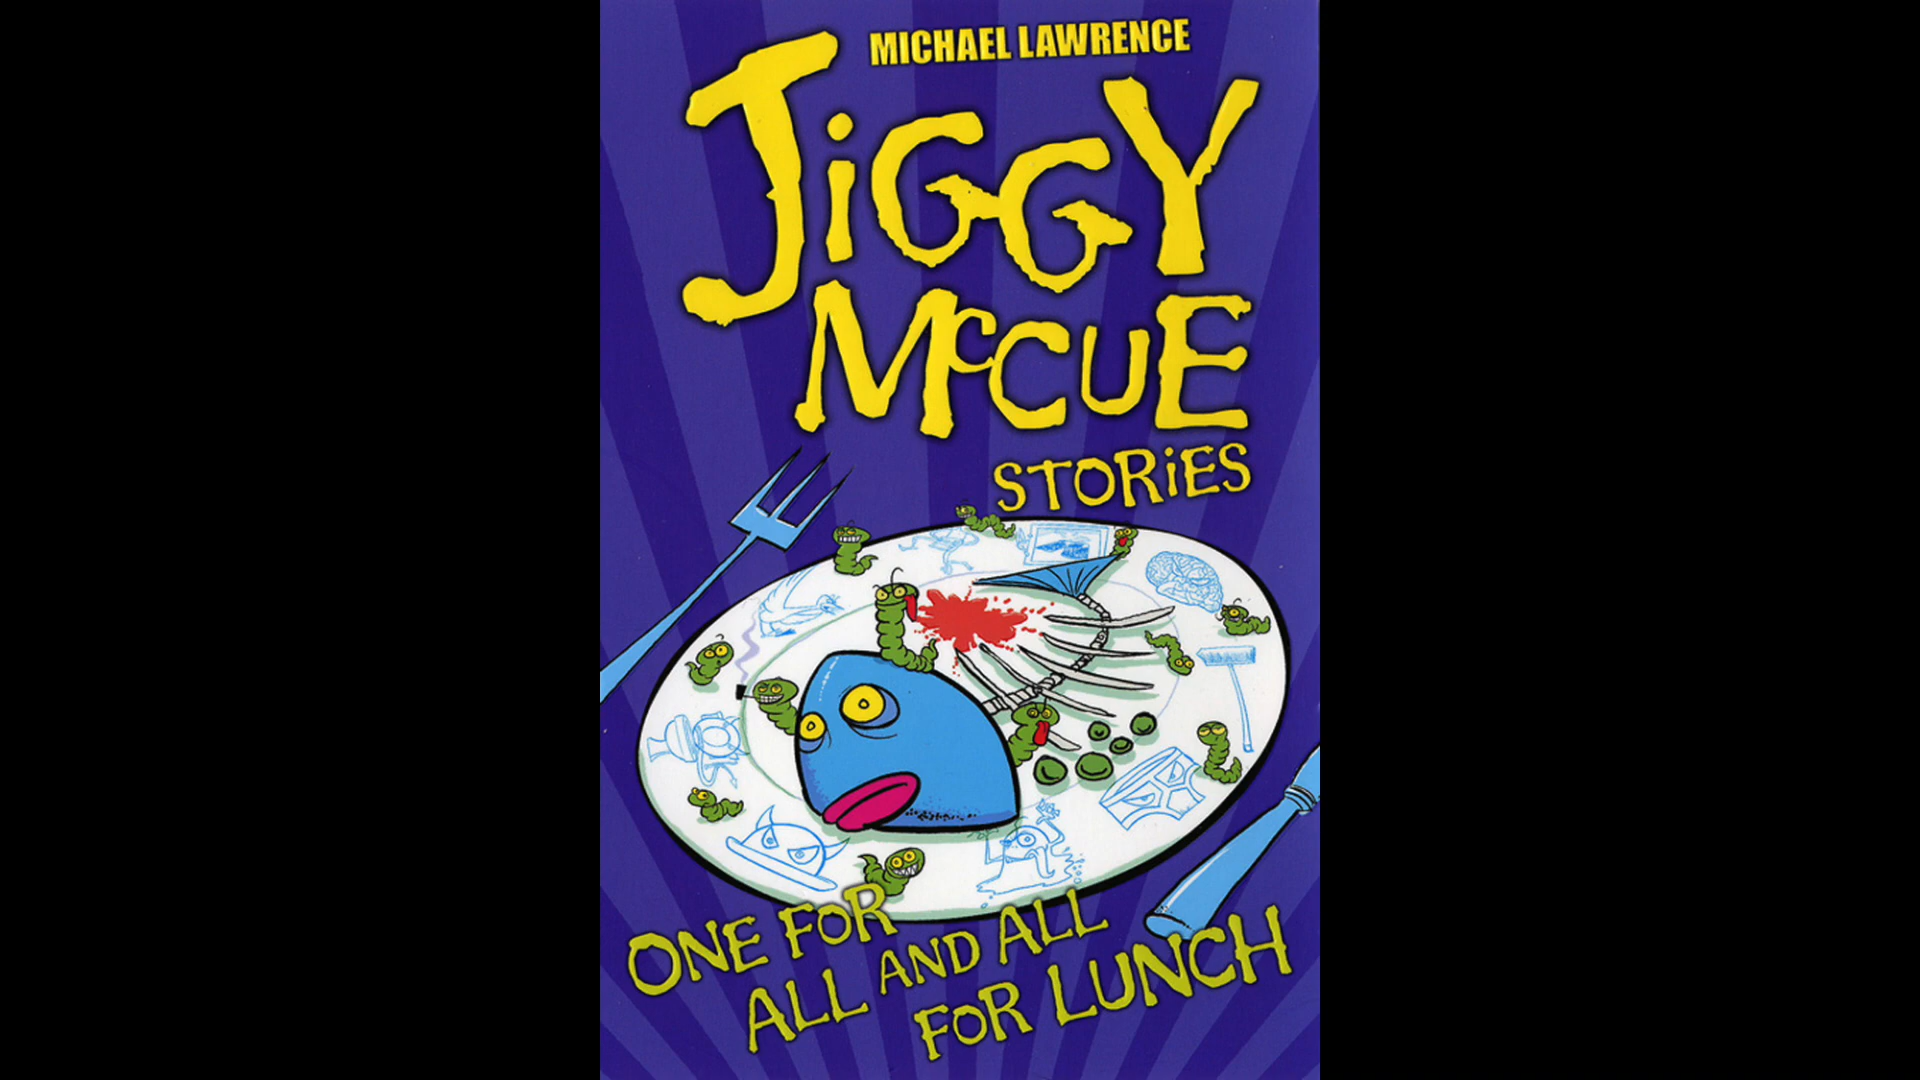 MICHAEL LAWRENCE
JiGGY
McCUE
STORiES
ONE FOR
ALL AND ALL
FOR LUNCH